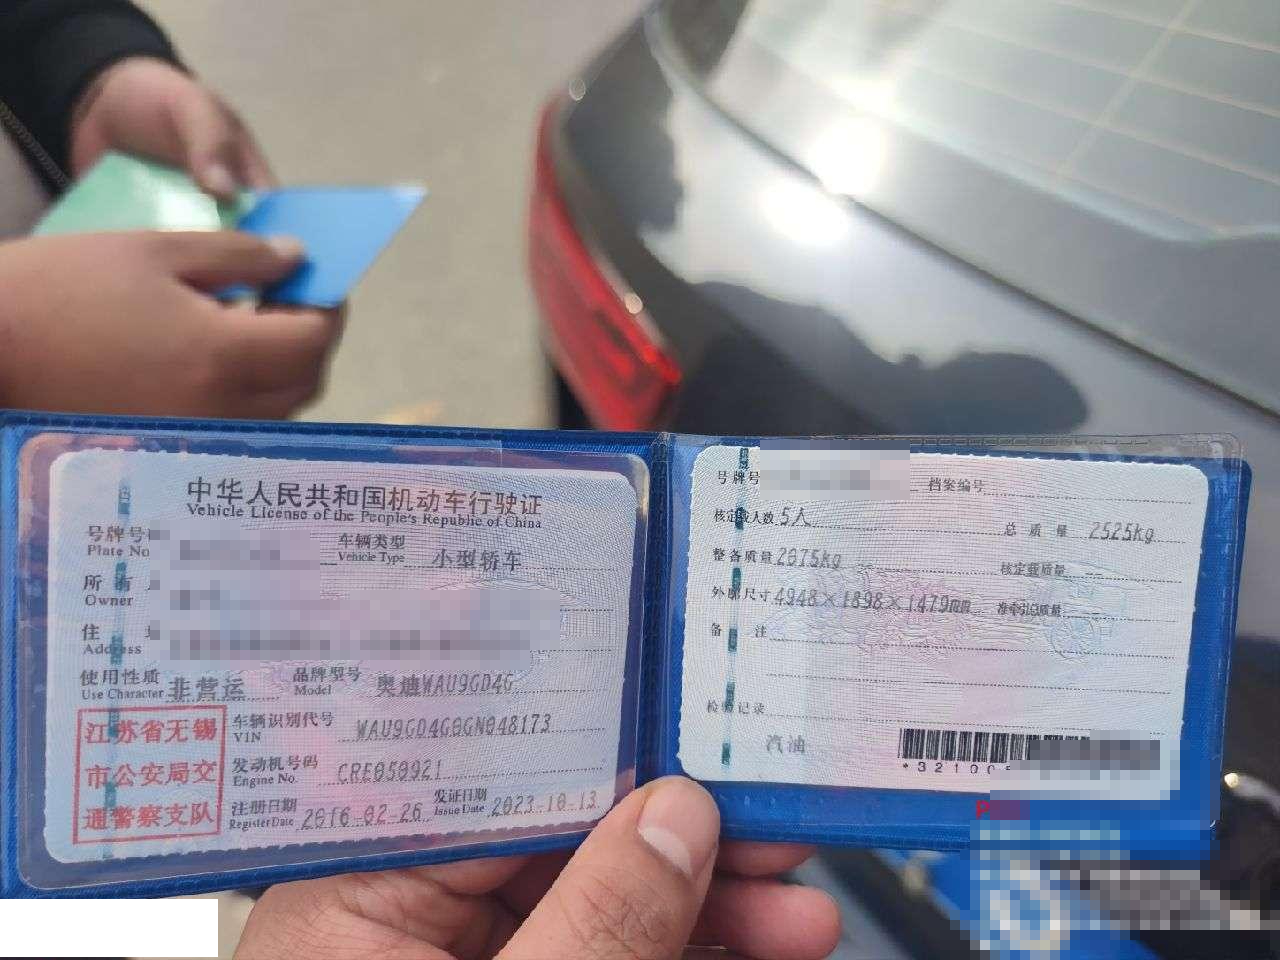 中华人民共和国机动车行驶证
Vehicle License of the People's Republic of China
号牌号
Plate No
车辆类型
Vehicle Type
小型轿车
所有人
Owner
住
Address
使用性质
Use Character
非营运
品牌型号
Model
奥迪WAU9GD4G
江苏省无锡
市公安局交
通警察支队
车辆识别代号
VIN
WAU9GD4G8GN048173
发动机号码
Engine No.
CRE050921
注册日期
Register Date
2016-02-26
发证日期
Issue Date
2023-10-13
号牌号
档案编号
核定载人数 5人
总质量 2525kg
整备质量 2075kg
核定载质量 --
外廓尺寸 4948×1898×1479mm
准牵引总质量 --
备注
检验记录
汽油
*32100